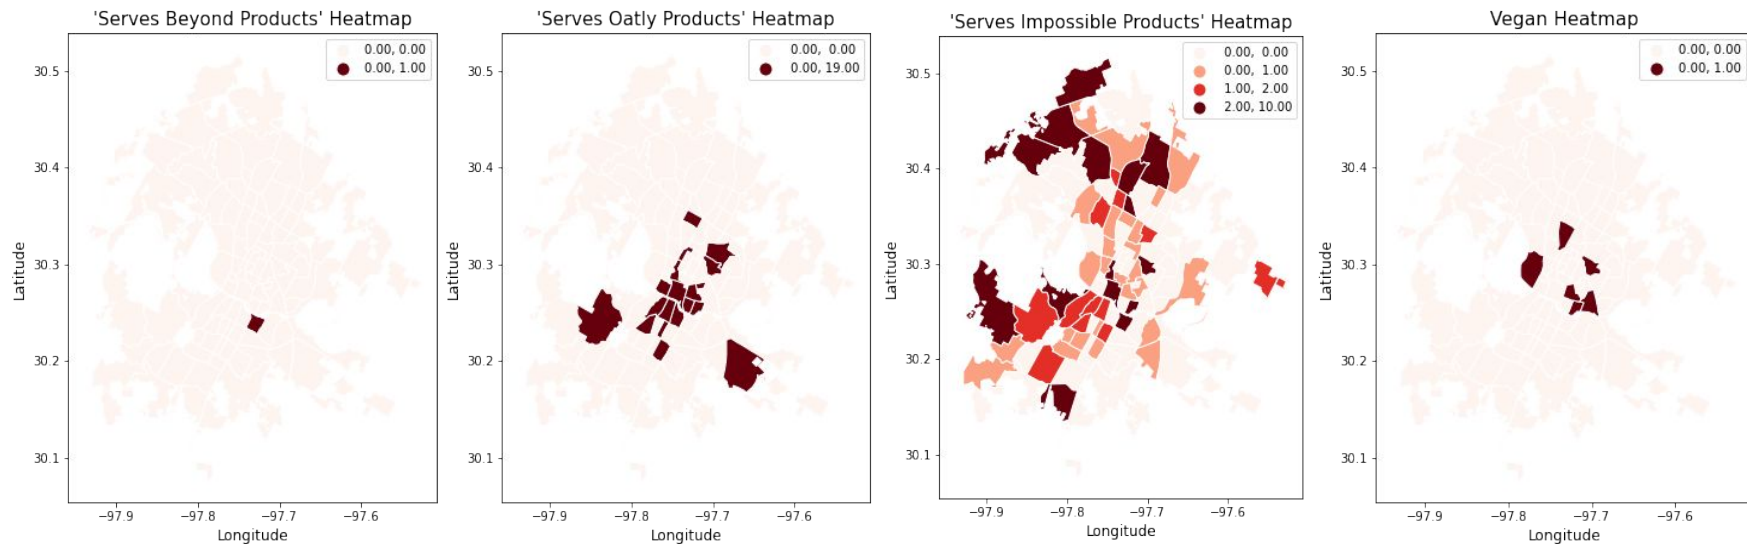 'Serves Beyond Products' Heatmap
0.00, 0.00
0.00, 1.00
30.5
30.4
30.3
30.2
30.1
Latitude
−97.9 −97.8 −97.7 −97.6
Longitude
'Serves Oatly Products' Heatmap
0.00, 0.00
0.00, 19.00
30.5
30.4
30.3
30.2
30.1
Latitude
−97.9 −97.8 −97.7 −97.6
Longitude
'Serves Impossible Products' Heatmap
0.00, 0.00
0.00, 1.00
1.00, 2.00
2.00, 10.00
30.5
30.4
30.3
30.2
30.1
Latitude
−97.9 −97.8 −97.7 −97.6
Longitude
Vegan Heatmap
0.00, 0.00
0.00, 1.00
30.5
30.4
30.3
30.2
30.1
Latitude
−97.9 −97.8 −97.7 −97.6
Longitude